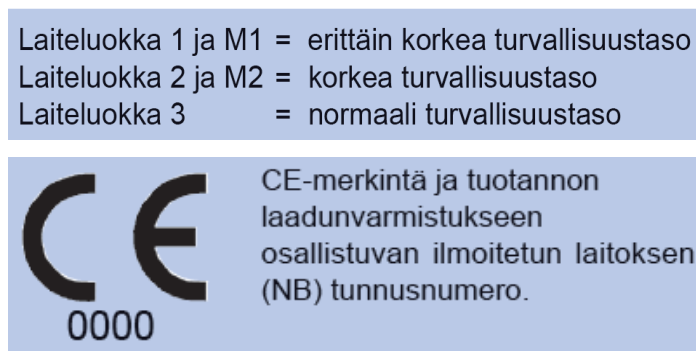 Laiteluokka 1 ja M1 = erittäin korkea turvallisuustaso
Laiteluokka 2 ja M2 = korkea turvallisuustaso
Laiteluokka 3 = normaali turvallisuustaso
CE-merkintä ja tuotannon
laadunvarmistukseen
osallistuvan ilmoitetun laitoksen
(NB) tunnusnumero.
CE
0000